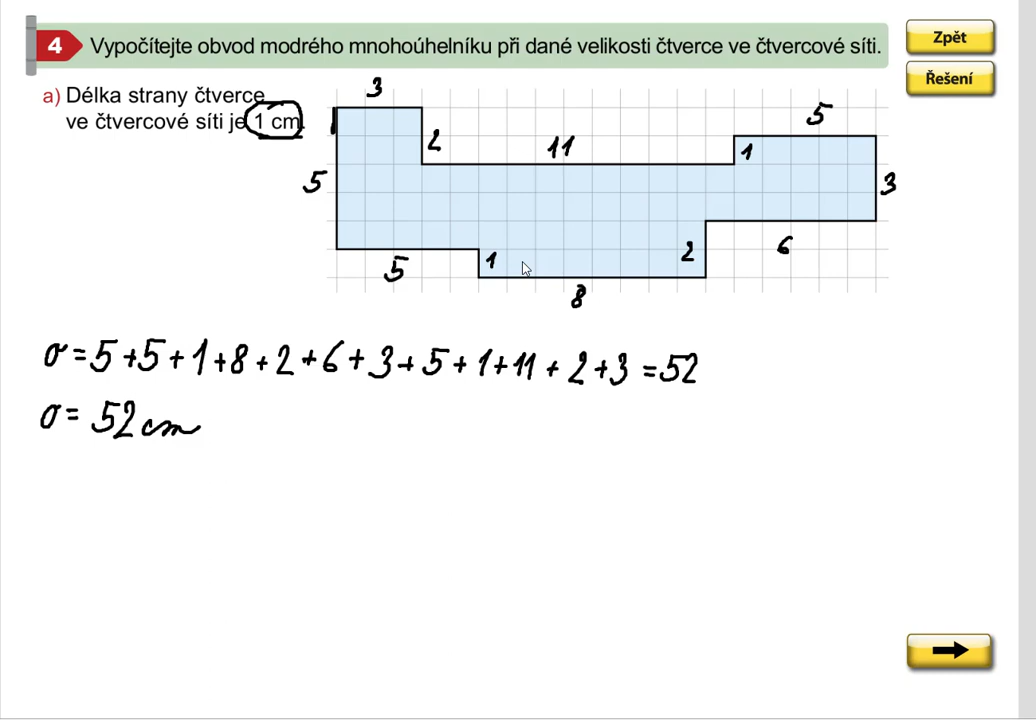 4 Vypočítejte obvod modrého mnohoúhelníku při dané velikosti čtverce ve čtvercové síti.
Zpět
Řešení
a) Délka strany čtverce
ve čtvercové síti je 1 cm.
3
5
2
11
1
5
3
5
1
2
6
8
σ = 5 + 5 + 1 + 8 + 2 + 6 + 3 + 5 + 1 + 11 + 2 + 3 = 52
σ = 52 cm